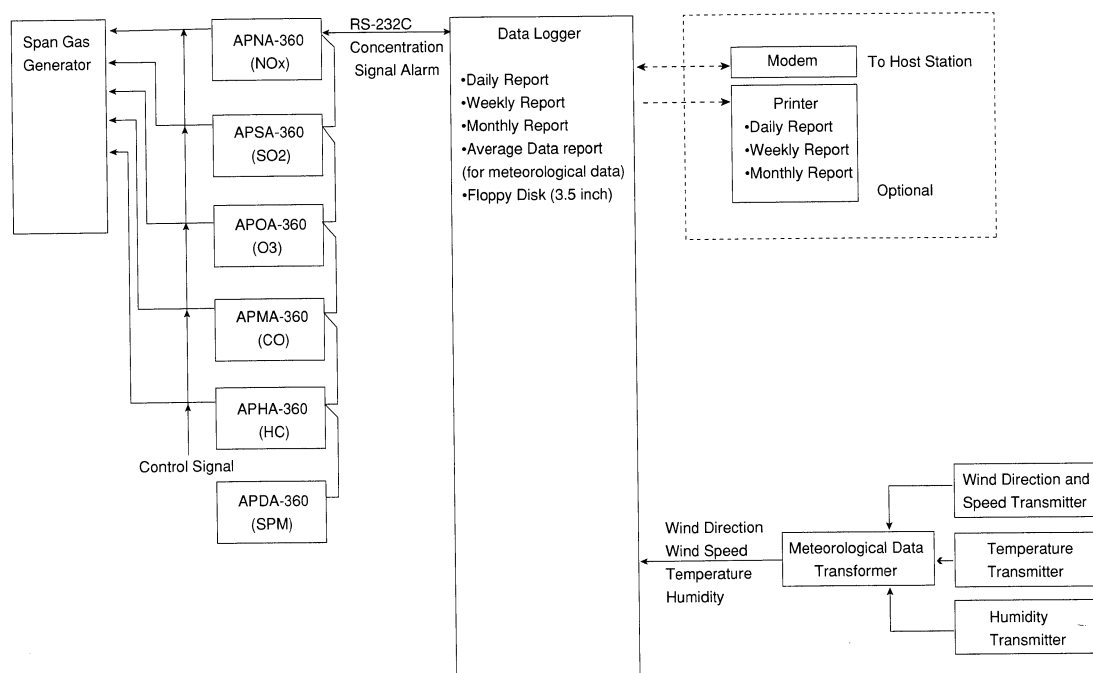 Span Gas
Generator
APNA-360
(NOx)
APSA-360
(SO2)
APOA-360
(O3)
APMA-360
(CO)
APHA-360
(HC)
Control Signal
APDA-360
(SPM)
RS-232C
Concentration
Signal Alarm
Data Logger
•Daily Report
•Weekly Report
•Monthly Report
•Average Data report
(for meteorological data)
•Floppy Disk (3.5 inch)
Modem
To Host Station
Printer
•Daily Report
•Weekly Report
•Monthly Report
Optional
Wind Direction
Wind Speed
Temperature
Humidity
Meteorological Data
Transformer
Wind Direction and
Speed Transmitter
Temperature
Transmitter
Humidity
Transmitter